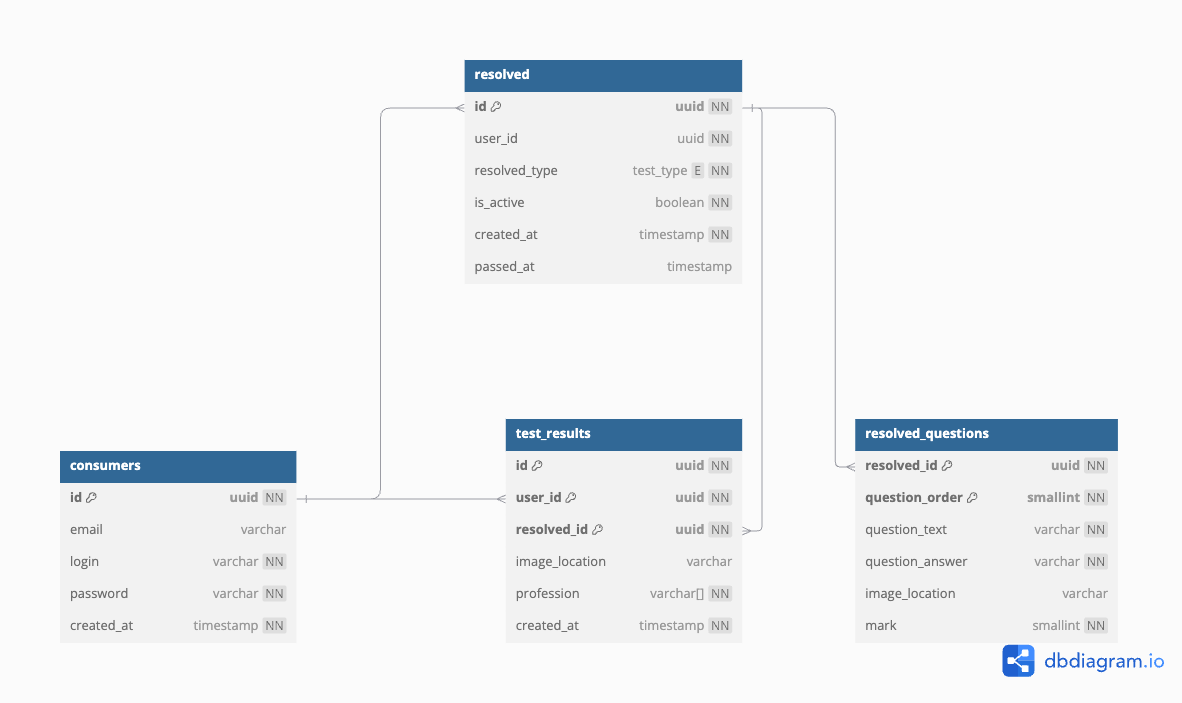 resolved
id uuid NN
user_id uuid NN
resolved_type test_type E NN
is_active boolean NN
created_at timestamp NN
passed_at timestamp
consumers
id uuid NN
email varchar
login varchar NN
password varchar NN
created_at timestamp NN
test_results
id uuid NN
user_id uuid NN
resolved_id uuid NN
image_location varchar
profession varchar[] NN
created_at timestamp NN
resolved_questions
resolved_id uuid NN
question_order smallint NN
question_text varchar NN
question_answer varchar NN
image_location varchar
mark smallint NN
dbdiagram.io